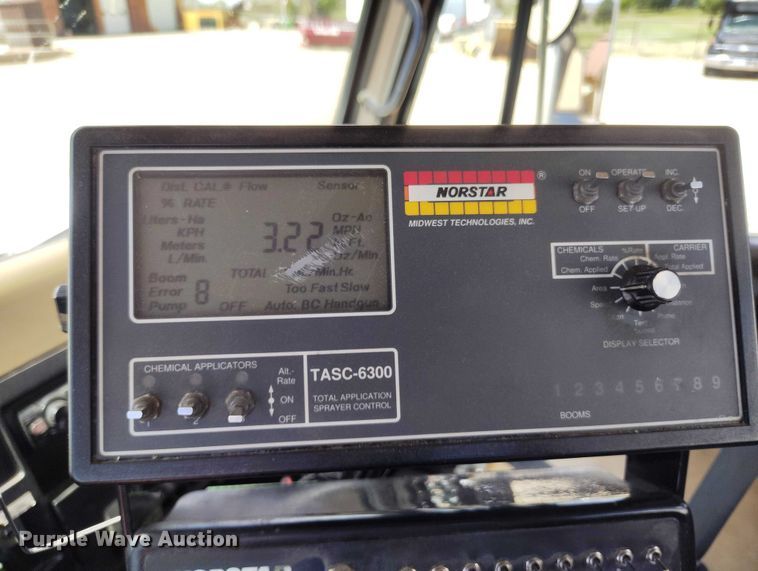 Dist. CAL.# Flow Sensor
% RATE
Liters-Ha Oz-Ac
KPH 3.22 MPH
Meters Ft.
L/Min. Oz/Min.
Boom TOTAL Min.Hr.
Error 8 Too Fast Slow
Pump OFF Auto. BC Handgun
NORSTAR ®
MIDWEST TECHNOLOGIES, INC.
ON OPERATE INC.
OFF SET UP DEC.
CHEMICALS %Rate CARRIER
Chem. Rate Appl. Rate
Chem. Applied Total Applied
Area
DISPLAY SELECTOR
CHEMICAL APPLICATORS Alt.-
Rate
ON
OFF
TASC-6300
TOTAL APPLICATION
SPRAYER CONTROL
1 2 3 4 5 6 7 8 9
BOOMS
NORSTAR
Purple Wave Auction